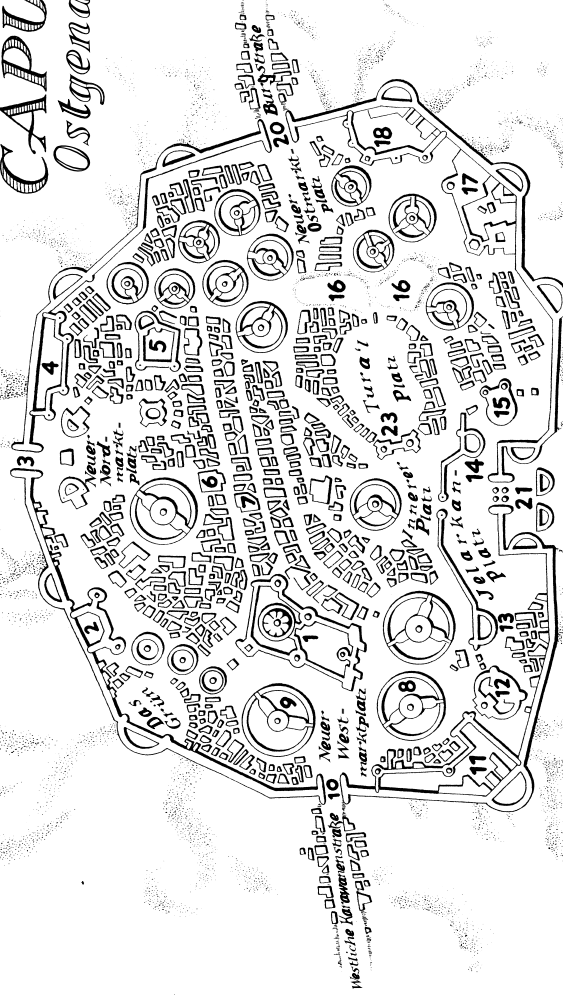 CAPU
Ostgend
3
4
2
5
Neuer
Nord-
markt-
platz
Das
Grün
6
7
Burgstraße
20
Neuer
Ostmarkt-
platz
1
9
Neuer
West-
marktplatz
10
Westliche Karawanenstraße
16
16
Tura'i
Platz
23
18
Innerer
Platz
8
17
Jelarkan-
Platz
14
15
11
12
13
21